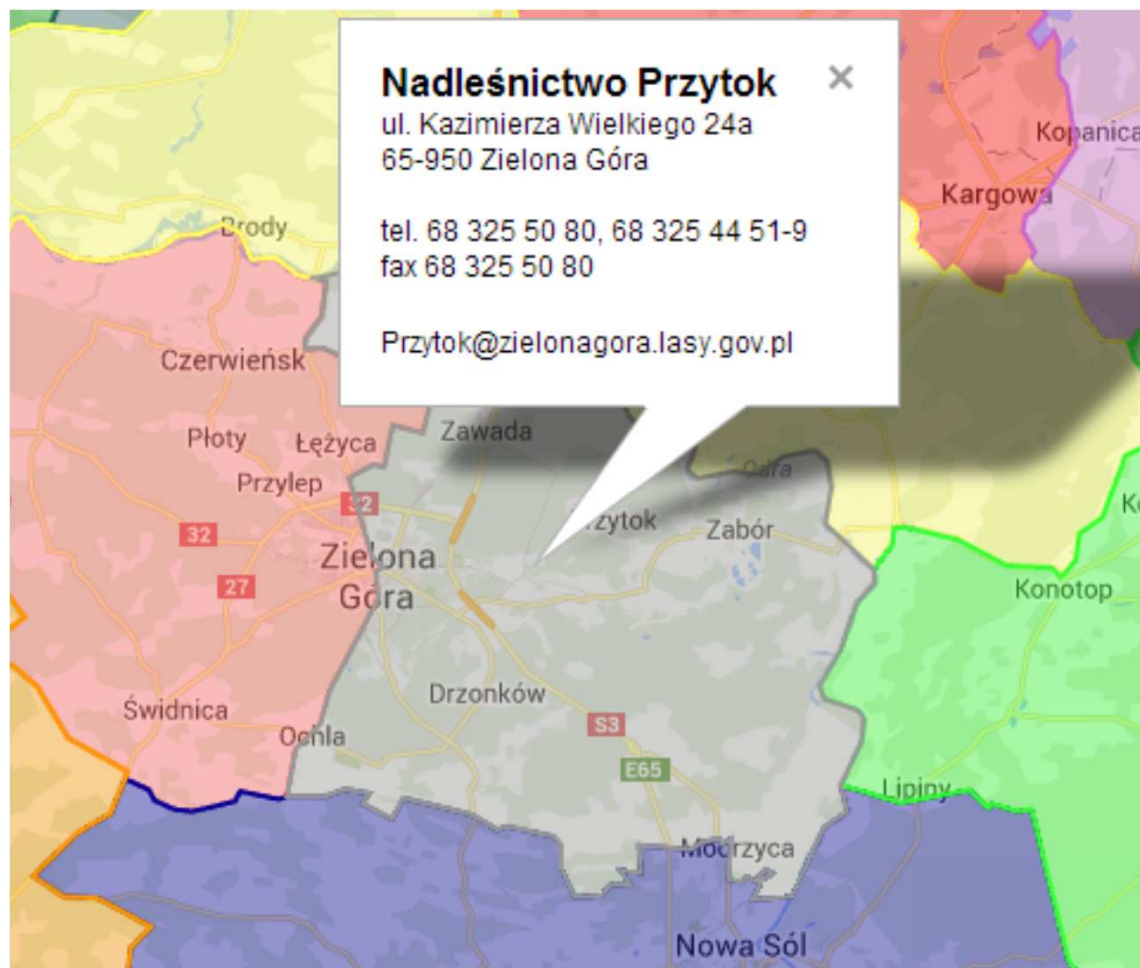 Nadleśnictwo Przytok
×
ul. Kazimierza Wielkiego 24a
65-950 Zielona Góra
tel. 68 325 50 80, 68 325 44 51-9
fax 68 325 50 80
Przytok@zielonagora.lasy.gov.pl
Kopanica
Kargowa
Brody
Czerwieńsk
Zawada
Płoty
Łężyca
Odra
Przylep
32
32
Zabór
Zielona
Góra
27
Konotop
Drzonków
Świdnica
S3
Ochla
E65
Lipiny
Modrzyca
Nowa Sól